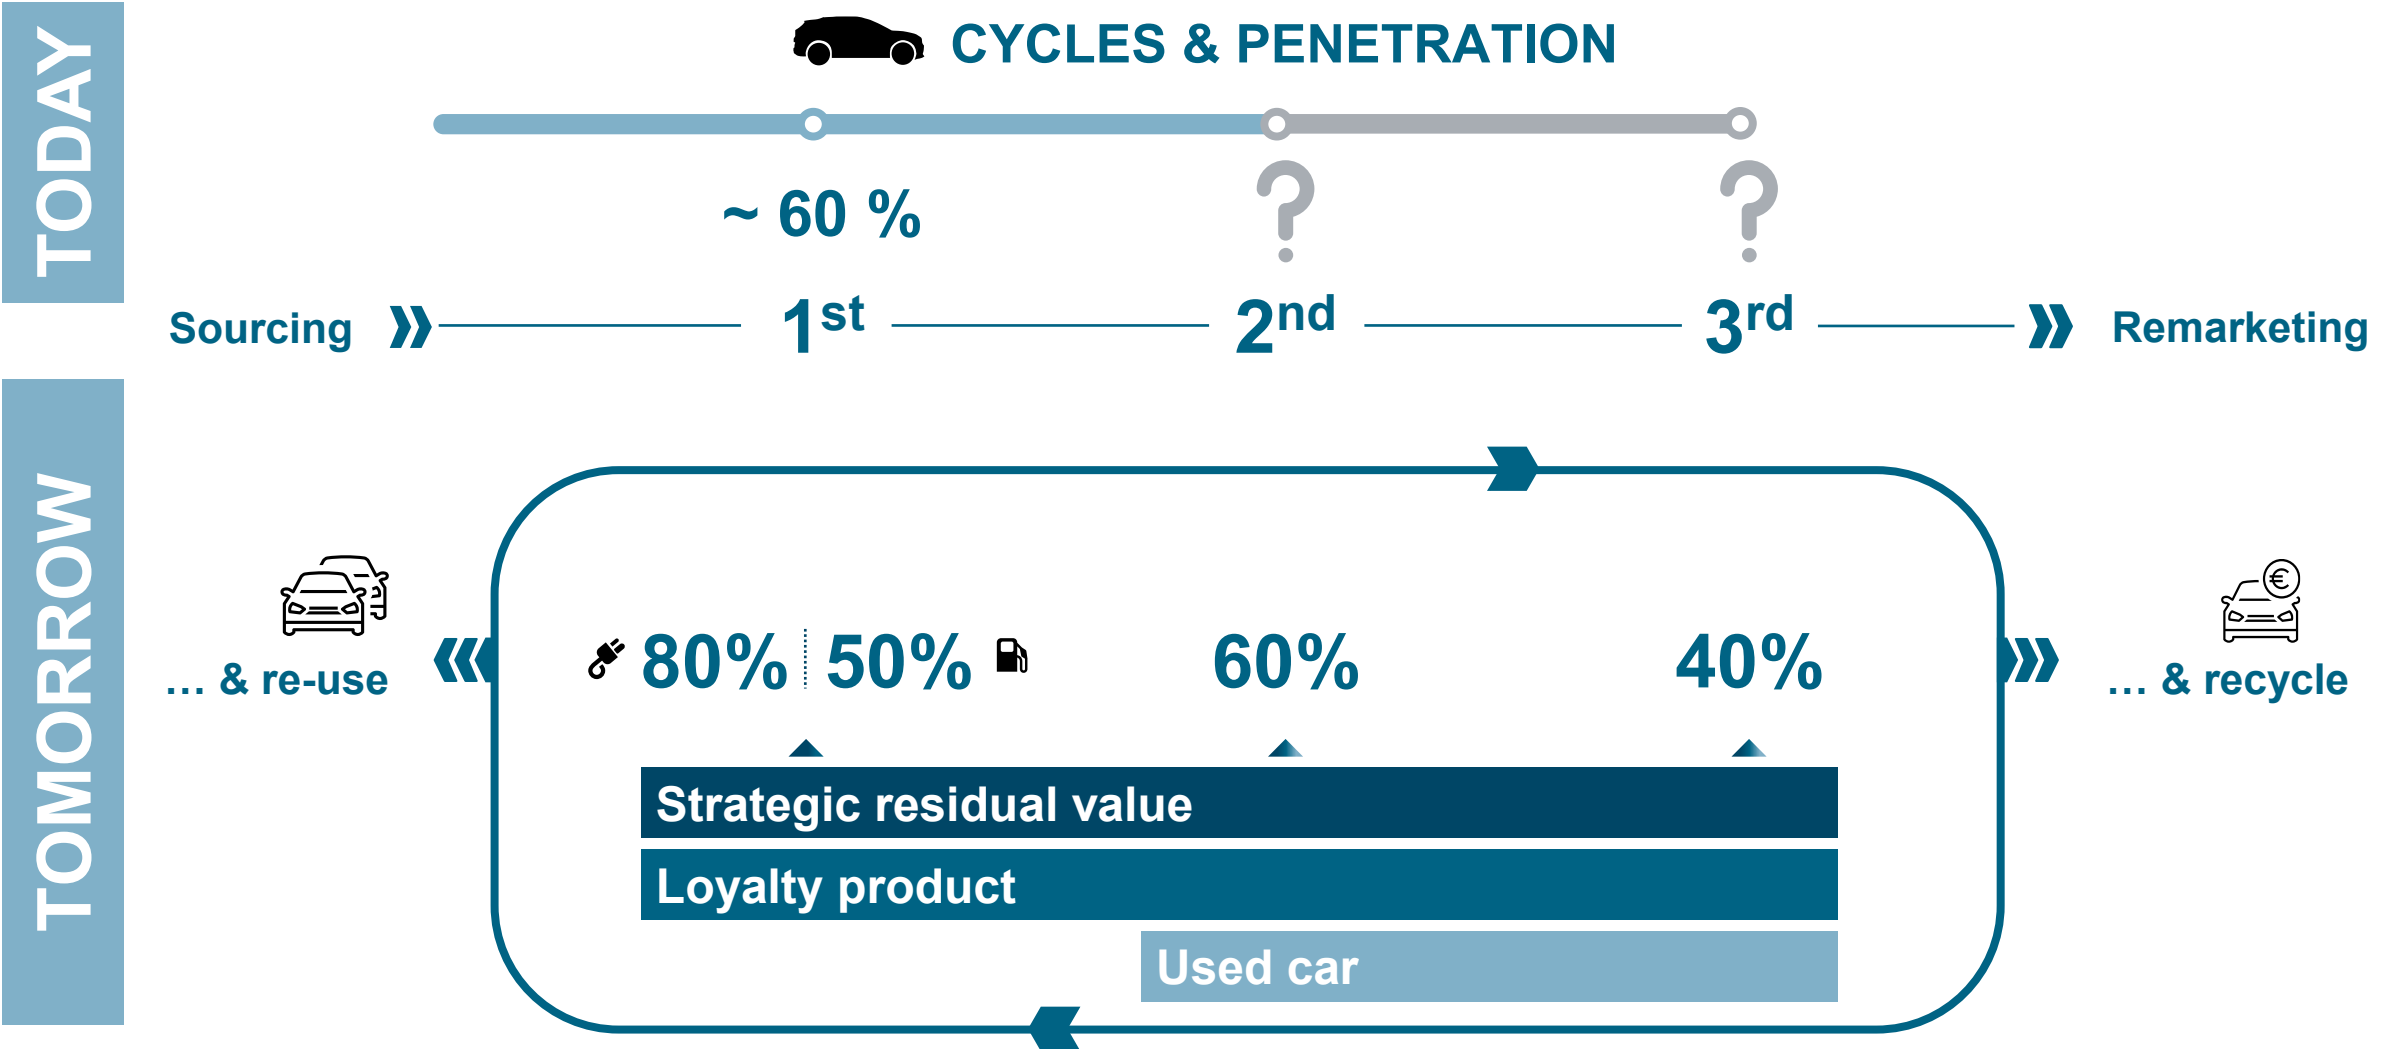 TODAY
CYCLES & PENETRATION
~ 60 %
? ?
Sourcing 1st 2nd 3rd Remarketing
TOMORROW
… & re-use 80% 50% 60% 40% … & recycle
€
Strategic residual value
Loyalty product
Used car